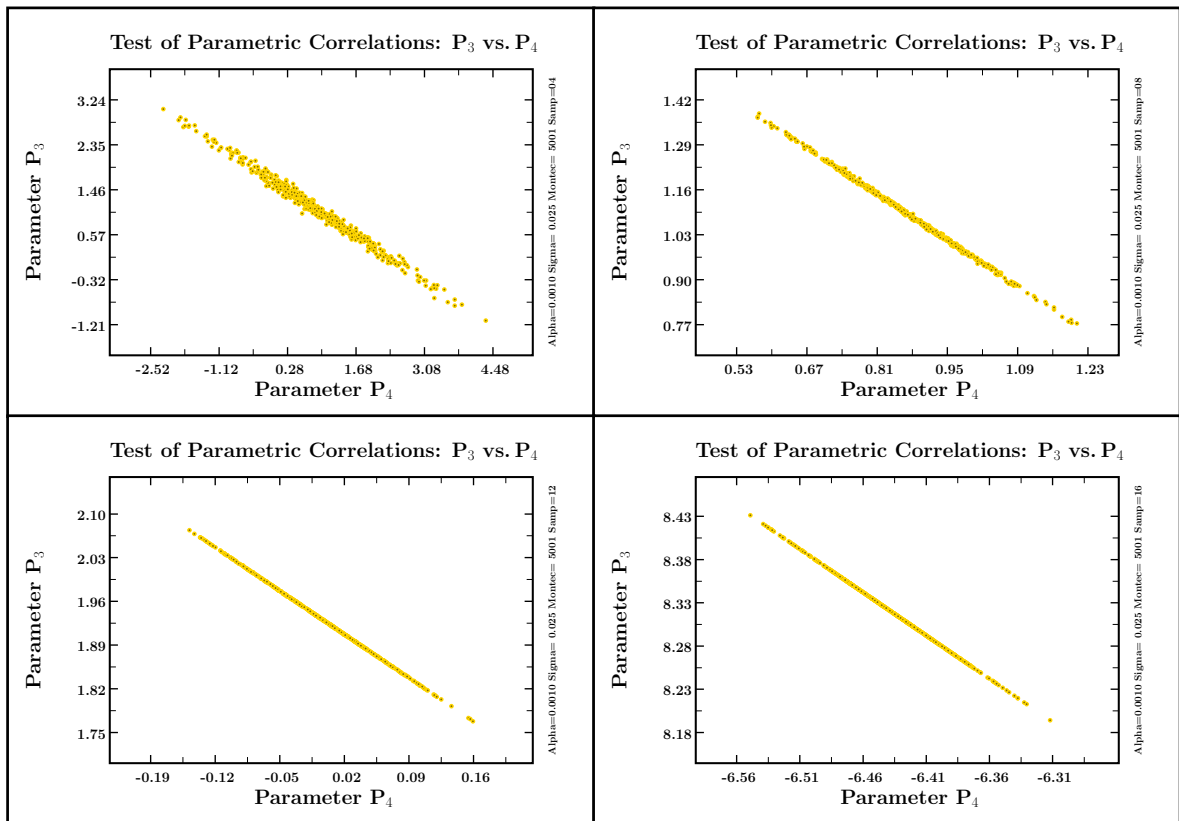 Test of Parametric Correlations: P₃ vs. P₄
3.24
2.35
1.46
0.57
-0.32
-1.21
Parameter P₃
-2.52 -1.12 0.28 1.68 3.08 4.48
Parameter P₄
Alpha=0.0010 Sigma= 0.025 Montec= 5001 Samp=04
Test of Parametric Correlations: P₃ vs. P₄
1.42
1.29
1.16
1.03
0.90
0.77
Parameter P₃
0.53 0.67 0.81 0.95 1.09 1.23
Parameter P₄
Alpha=0.0010 Sigma= 0.025 Montec= 5001 Samp=08
Test of Parametric Correlations: P₃ vs. P₄
2.10
2.03
1.96
1.89
1.82
1.75
Parameter P₃
-0.19 -0.12 -0.05 0.02 0.09 0.16
Parameter P₄
Alpha=0.0010 Sigma= 0.025 Montec= 5001 Samp=12
Test of Parametric Correlations: P₃ vs. P₄
8.43
8.38
8.33
8.28
8.23
8.18
Parameter P₃
-6.56 -6.51 -6.46 -6.41 -6.36 -6.31
Parameter P₄
Alpha=0.0010 Sigma= 0.025 Montec= 5001 Samp=16